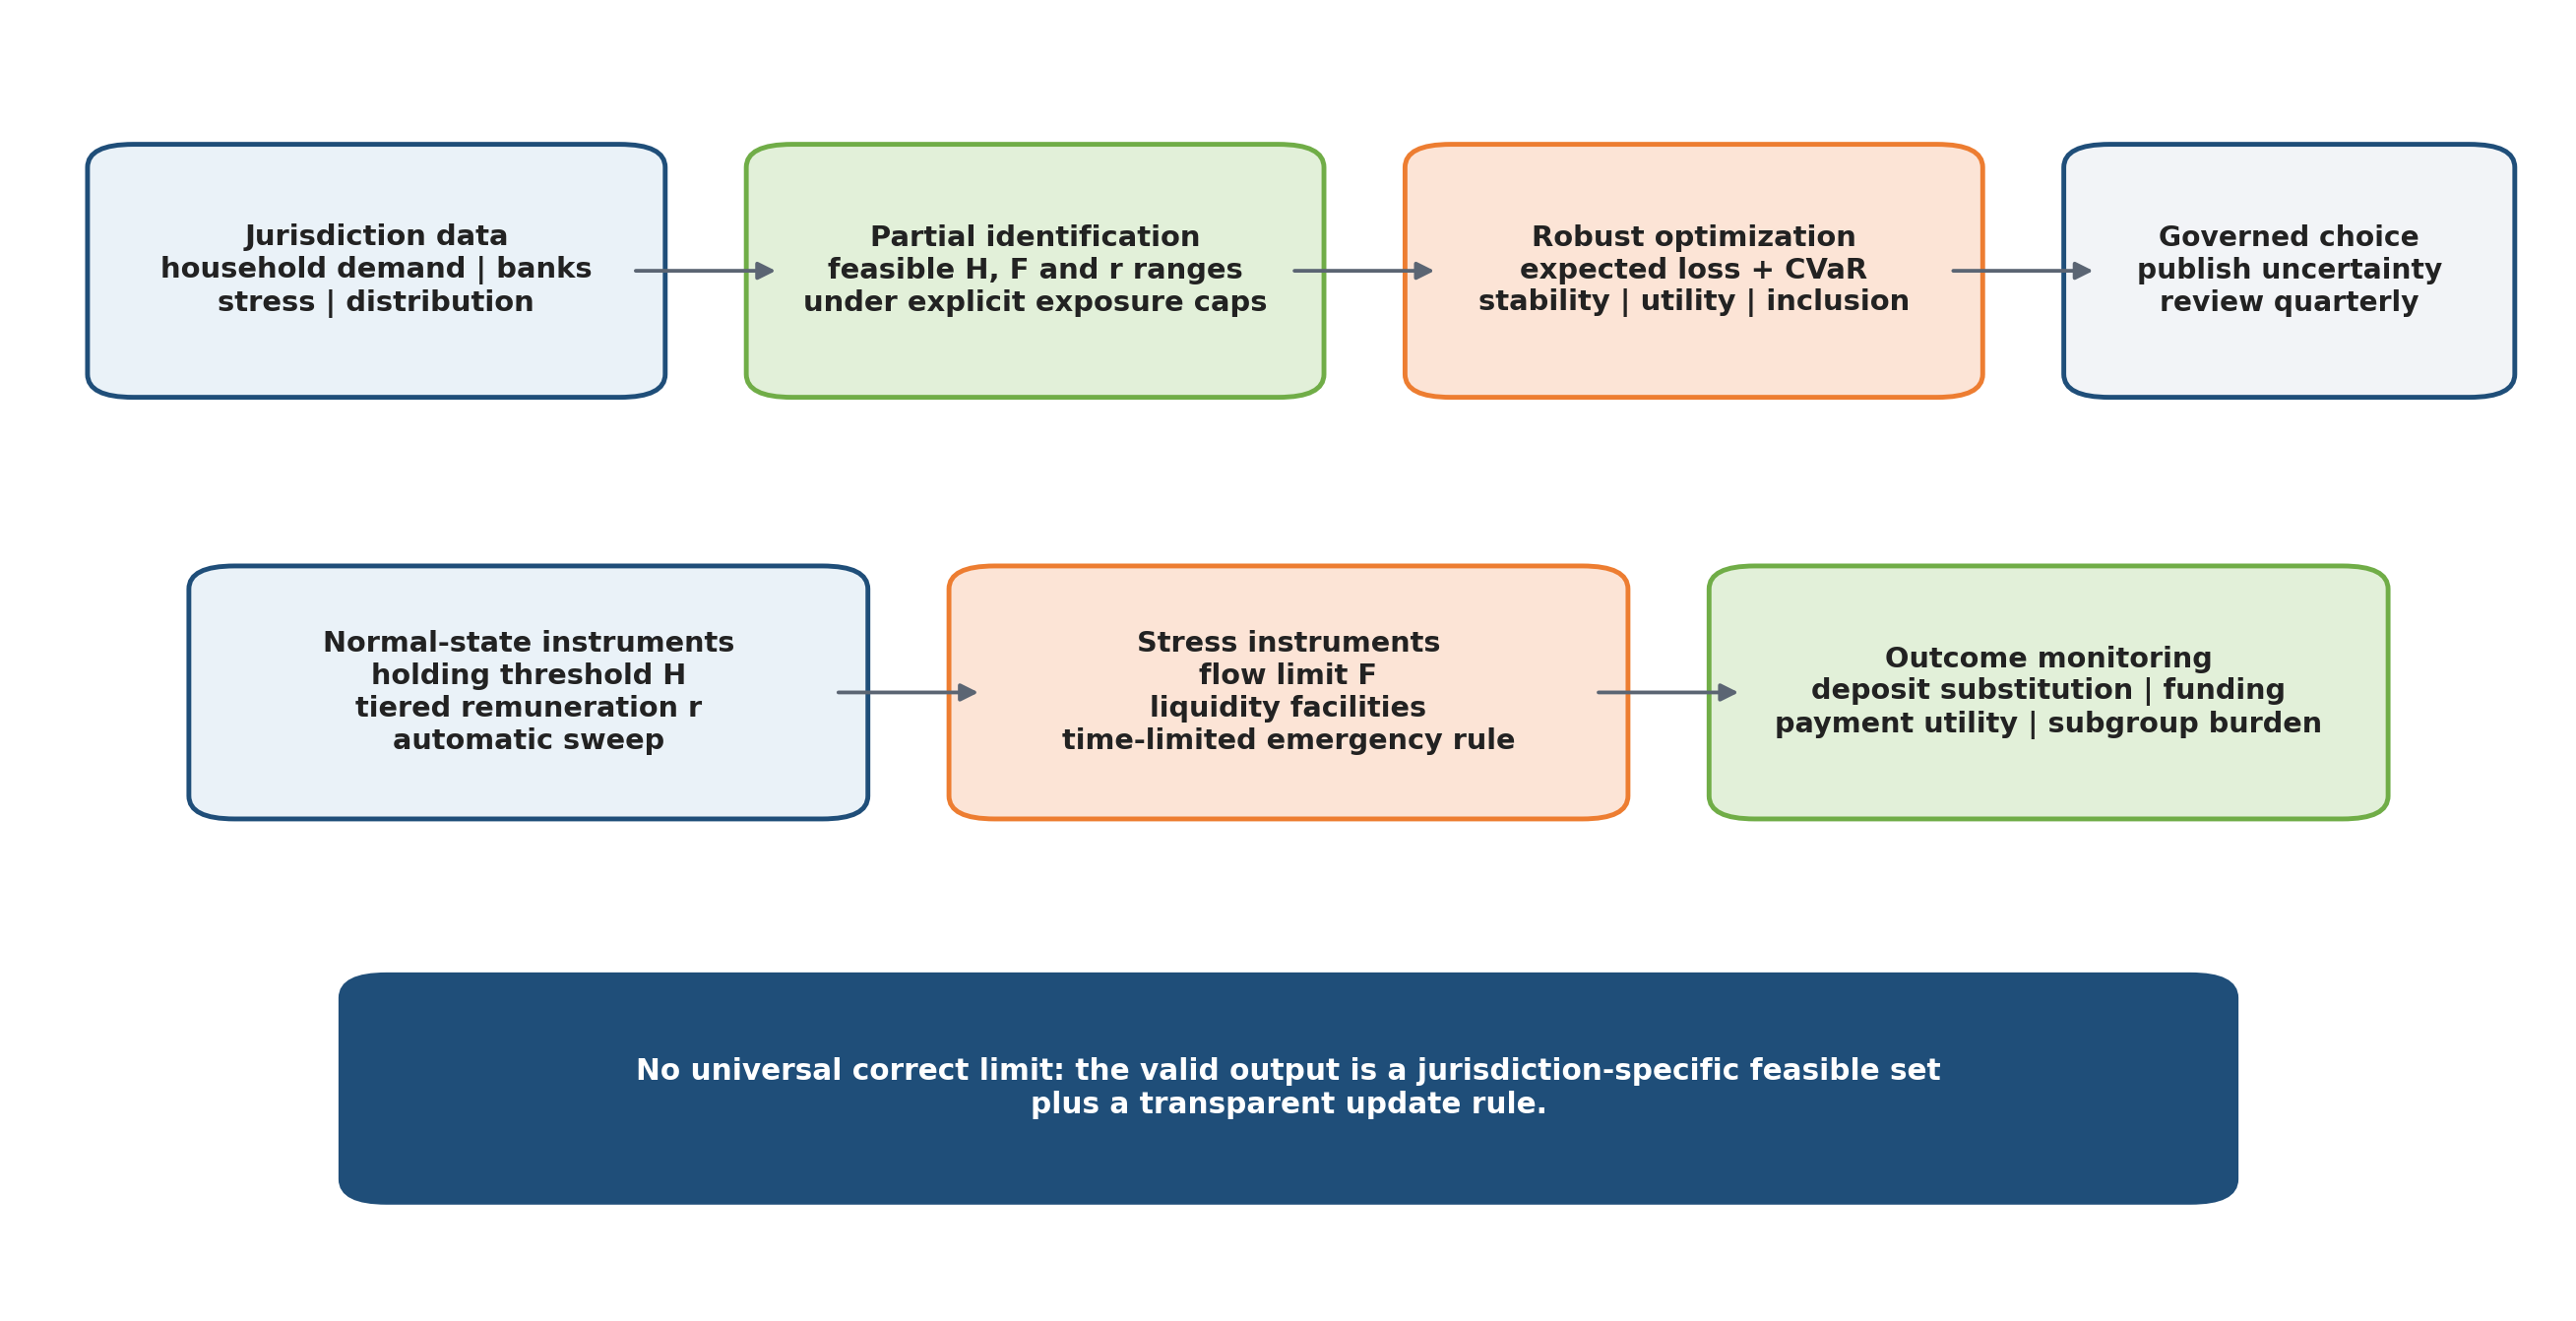 Jurisdiction data
household demand | banks
stress | distribution
Partial identification
feasible H, F and r ranges
under explicit exposure caps
Robust optimization
expected loss + CVaR
stability | utility | inclusion
Governed choice
publish uncertainty
review quarterly
Normal-state instruments
holding threshold H
tiered remuneration r
automatic sweep
Stress instruments
flow limit F
liquidity facilities
time-limited emergency rule
Outcome monitoring
deposit substitution | funding
payment utility | subgroup burden
No universal correct limit: the valid output is a jurisdiction-specific feasible set
plus a transparent update rule.